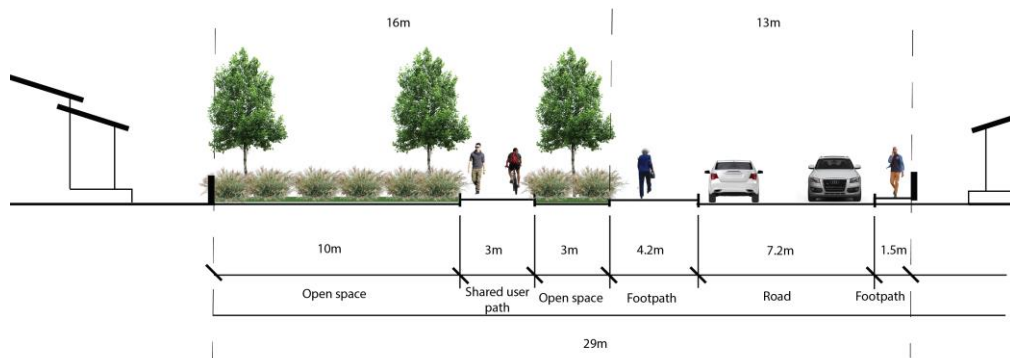 16m
13m
10m
3m
3m
4.2m
7.2m
1.5m
Open space
Shared user
path
Open space
Footpath
Road
Footpath
29m